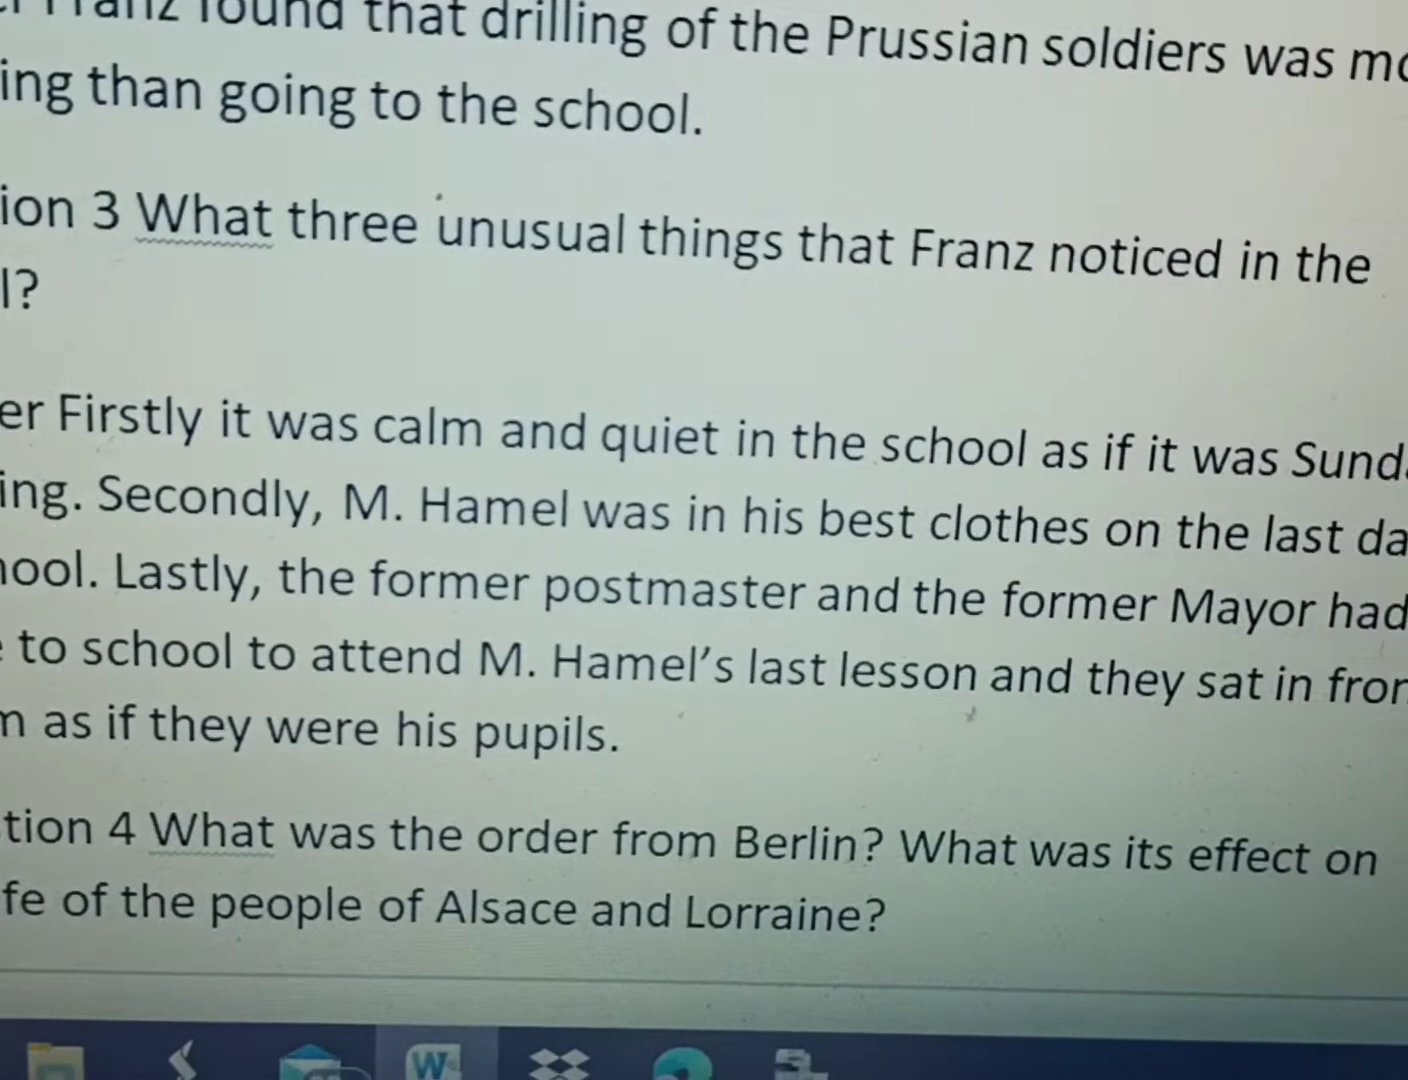 Franz found that drilling of the Prussian soldiers was mo
ing than going to the school.
ion 3 What three unusual things that Franz noticed in the
l?
er Firstly it was calm and quiet in the school as if it was Sund
ing. Secondly, M. Hamel was in his best clothes on the last da
hool. Lastly, the former postmaster and the former Mayor had
e to school to attend M. Hamel’s last lesson and they sat in fron
m as if they were his pupils.
tion 4 What was the order from Berlin? What was its effect on
fe of the people of Alsace and Lorraine?
W